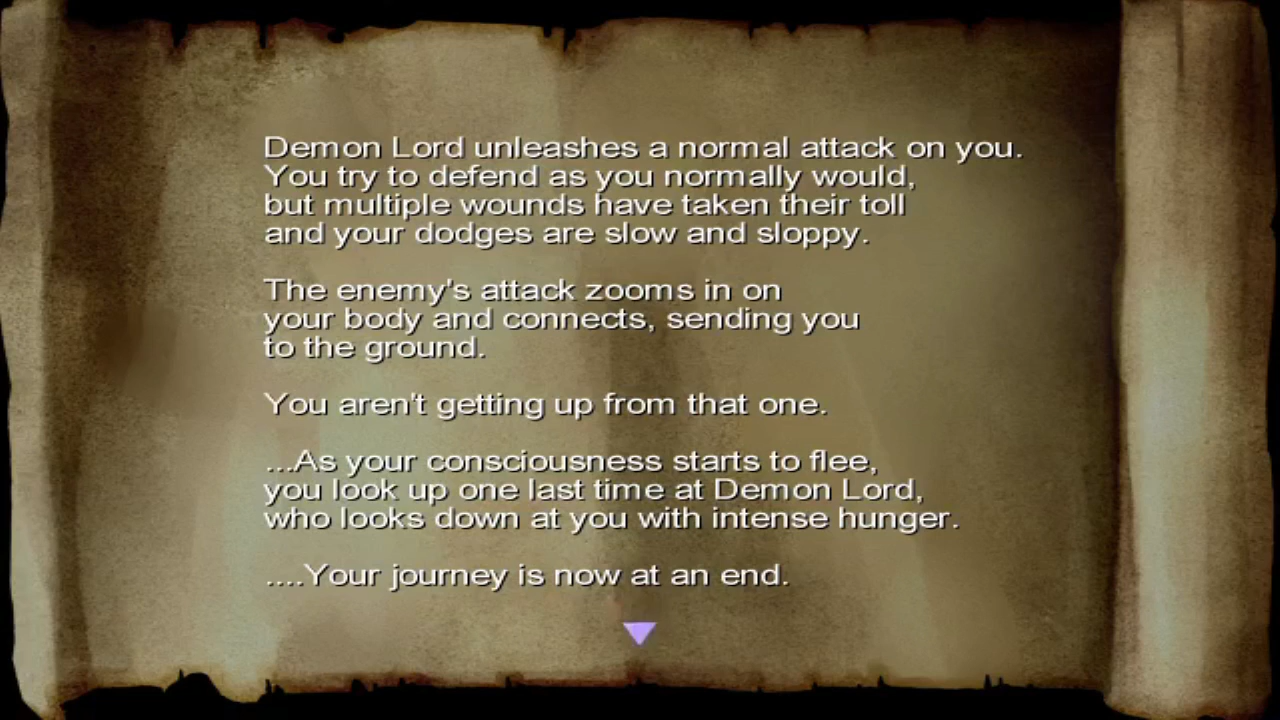 Demon Lord unleashes a normal attack on you.
You try to defend as you normally would,
but multiple wounds have taken their toll
and your dodges are slow and sloppy.
The enemy's attack zooms in on
your body and connects, sending you
to the ground.
You aren't getting up from that one.
...As your consciousness starts to flee,
you look up one last time at Demon Lord,
who looks down at you with intense hunger.
....Your journey is now at an end.